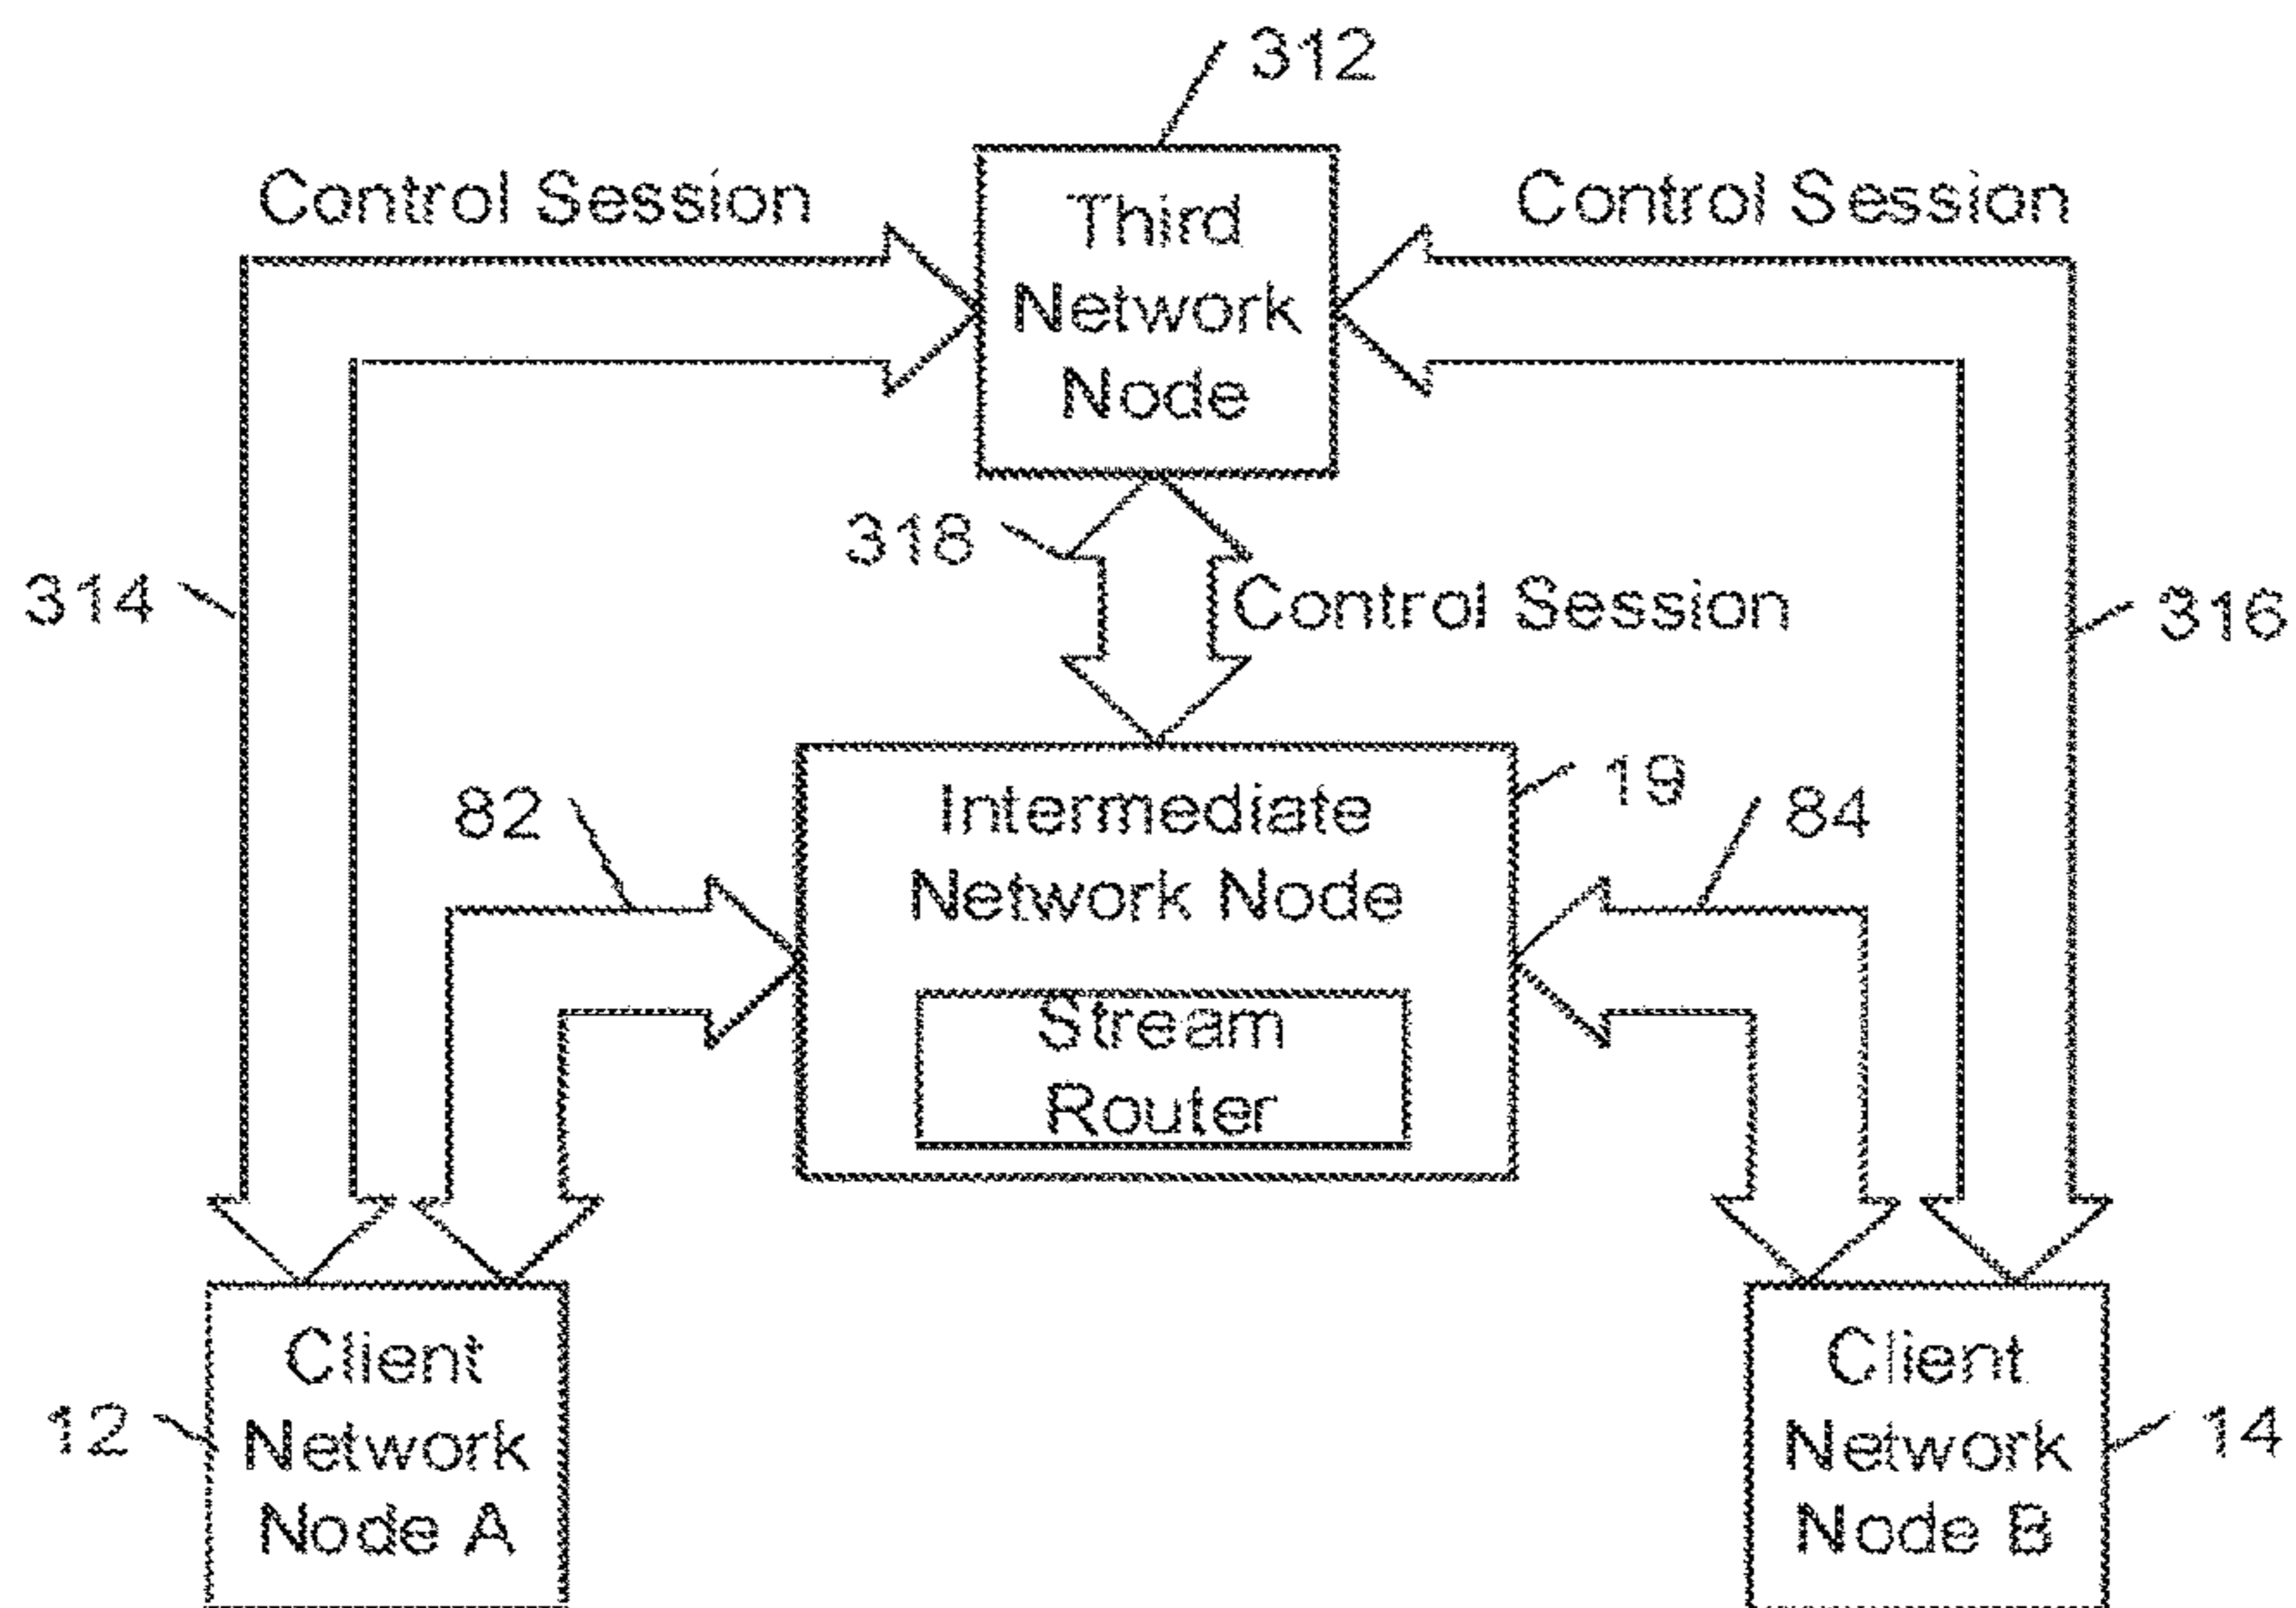 312
Control Session
Third
Network
Node
Control Session
318
Control Session
314
316
Intermediate
Network Node
19
82
84
Stream
Router
Client
Network
Node A
12
Client
Network
Node B
14